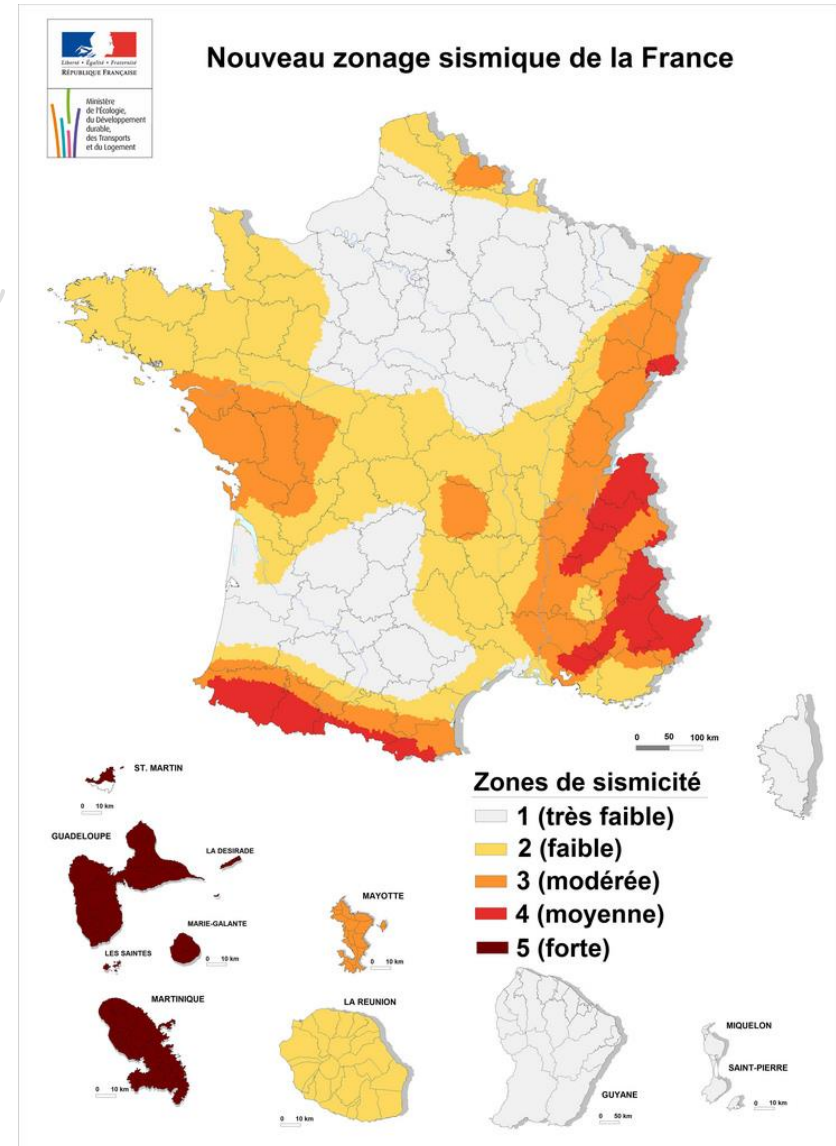 Nouveau zonage sismique de la France
Liberté • Égalité • Fraternité
RÉPUBLIQUE FRANÇAISE
Ministère
de l'Écologie,
du Développement
durable,
des Transports
et du Logement
0 50 100 km
ST. MARTIN
0 10 km
GUADELOUPE
LA DESIRADE
MARIE-GALANTE
0 10 km
LES SAINTES
0 10 km
MARTINIQUE
0 10 km
MAYOTTE
0 10 km
LA REUNION
0 10 km
Zones de sismicité
1 (très faible)
2 (faible)
3 (modérée)
4 (moyenne)
5 (forte)
GUYANE
0 50 km
MIQUELON
SAINT-PIERRE
0 10 km